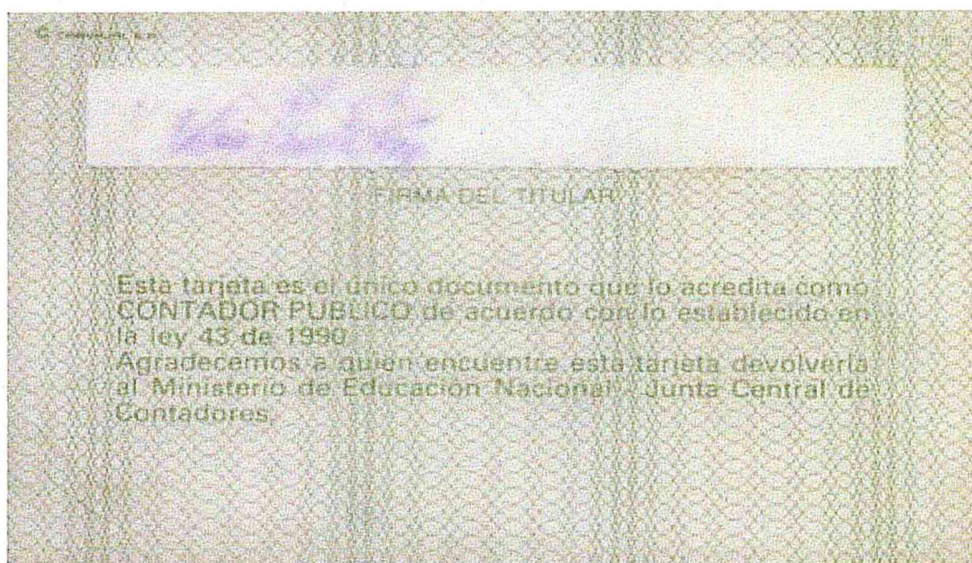 FIRMA DEL TITULAR
Esta tarjeta es el único documento que lo acredita como
CONTADOR PUBLICO de acuerdo con lo establecido en
la ley 43 de 1990
Agradecemos a quien encuentre esta tarjeta devolverla
al Ministerio de Educación Nacional - Junta Central de
Contadores.